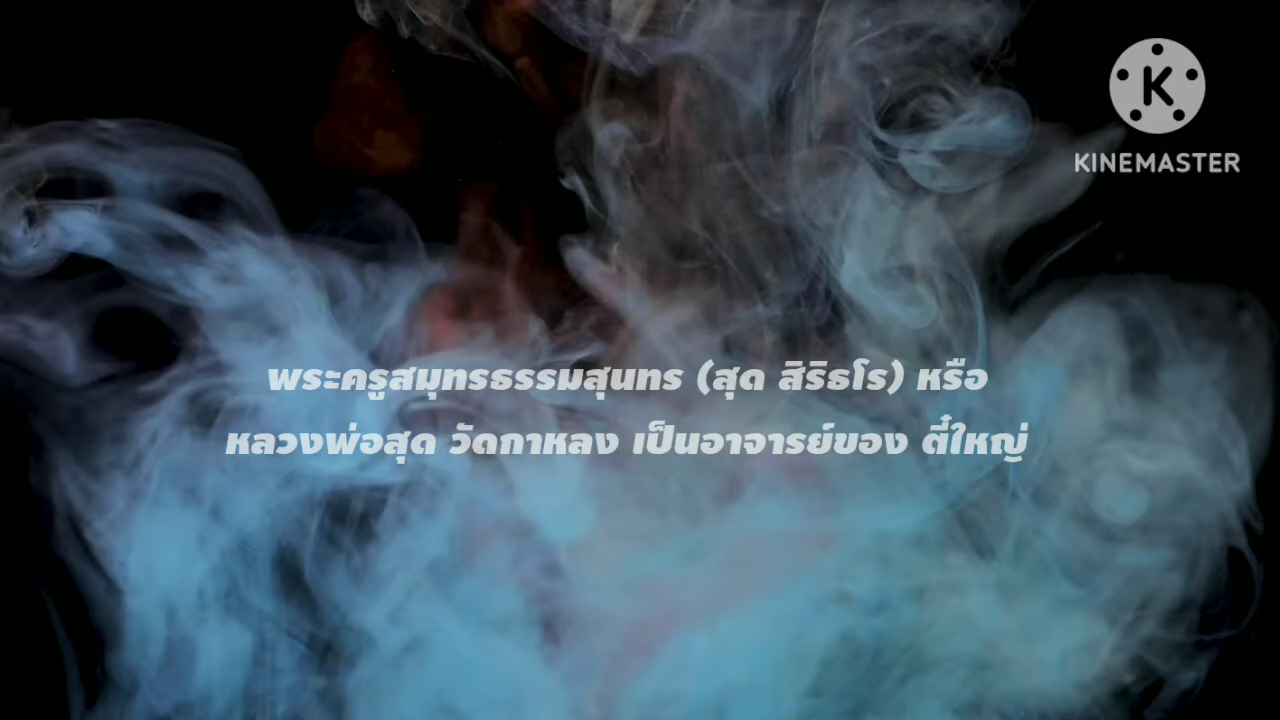 KINEMASTER
พระครูสมุทรธรรมสุนทร (สุด สิริธโร) หรือ
หลวงพ่อสุด วัดกาหลง เป็นอาจารย์ของ ตี๋ใหญ่